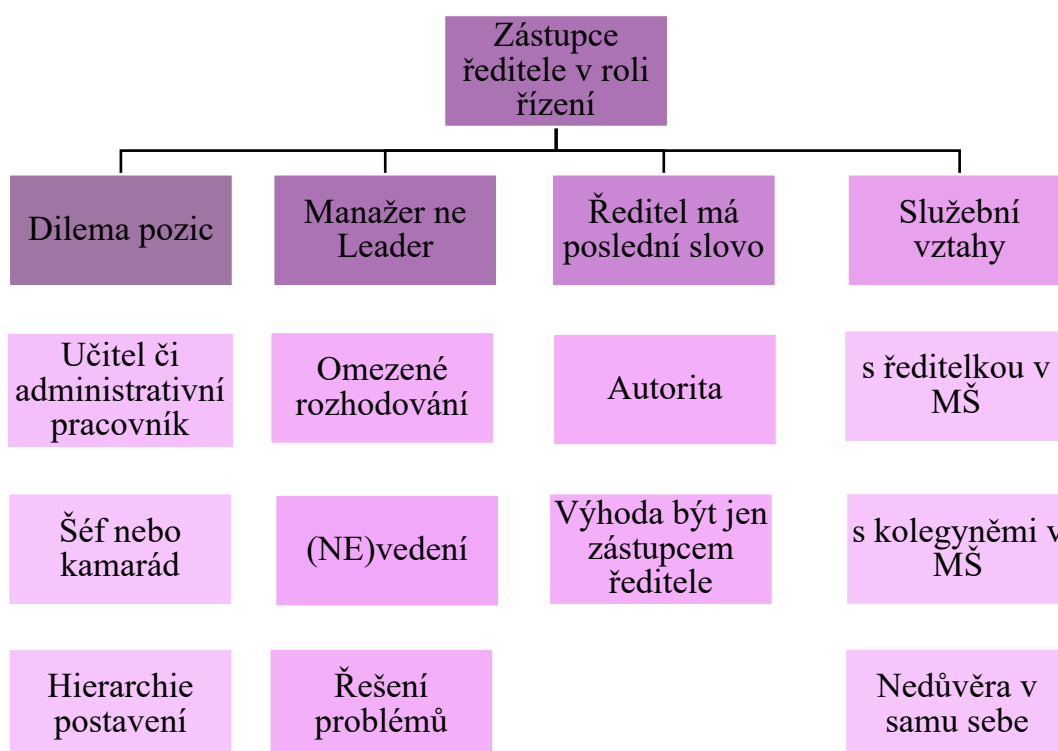 Zástupce
ředitele v roli
řízení
Dilema pozic
Manažer ne
Leader
Ředitel má
poslední slovo
Služební
vztahy
Učitel či
administrativní
pracovník
Omezené
rozhodování
Autorita
s ředitelkou v
MŠ
Šéf nebo
kamarád
(NE)vedení
Výhoda být jen
zástupcem
ředitele
s kolegyněmi v
MŠ
Hierarchie
postavení
Řešení
problémů
Nedůvěra v
samu sebe